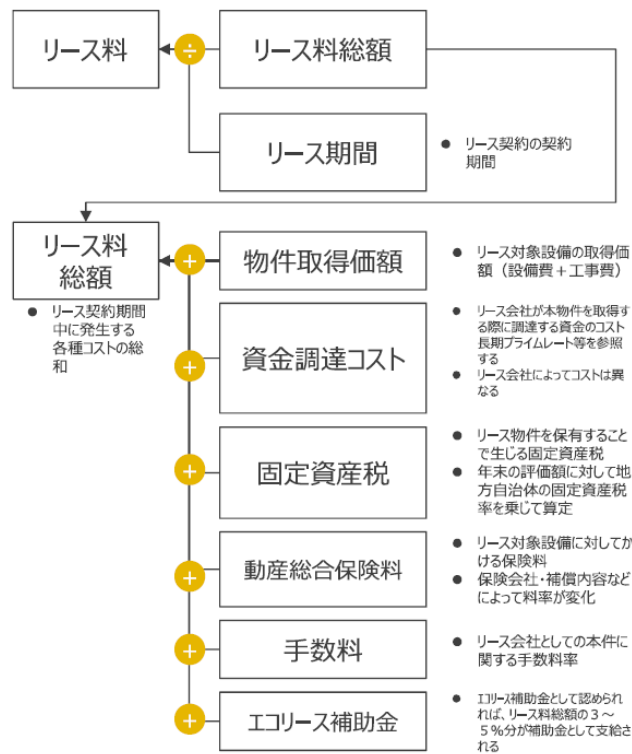 リース料
÷
リース料総額
リース期間
● リース契約の契約
期間
リース料
総額
● リース契約期間
中に発生する
各種コストの総
和
+
物件取得価額
● リース対象設備の取得価
額（設備費＋工事費）
+
資金調達コスト
● リース会社が本物件を取得す
る際に調達する資金のコスト
長期プライムレート等を参照
する
● リース会社によってコストは異
なる
+
固定資産税
● リース物件を保有すること
で生じる固定資産税
● 年末の評価額に対して地
方自治体の固定資産税
率を乗じて算定
+
動産総合保険料
● リース対象設備に対してか
ける保険料
● 保険会社・補償内容など
によって料率が変化
+
手数料
● リース会社としての本件に
関する手数料率
+
エコリース補助金
● エコリース補助金として認められ
れば、リース料総額の３～
５％分が補助金として支給さ
れる